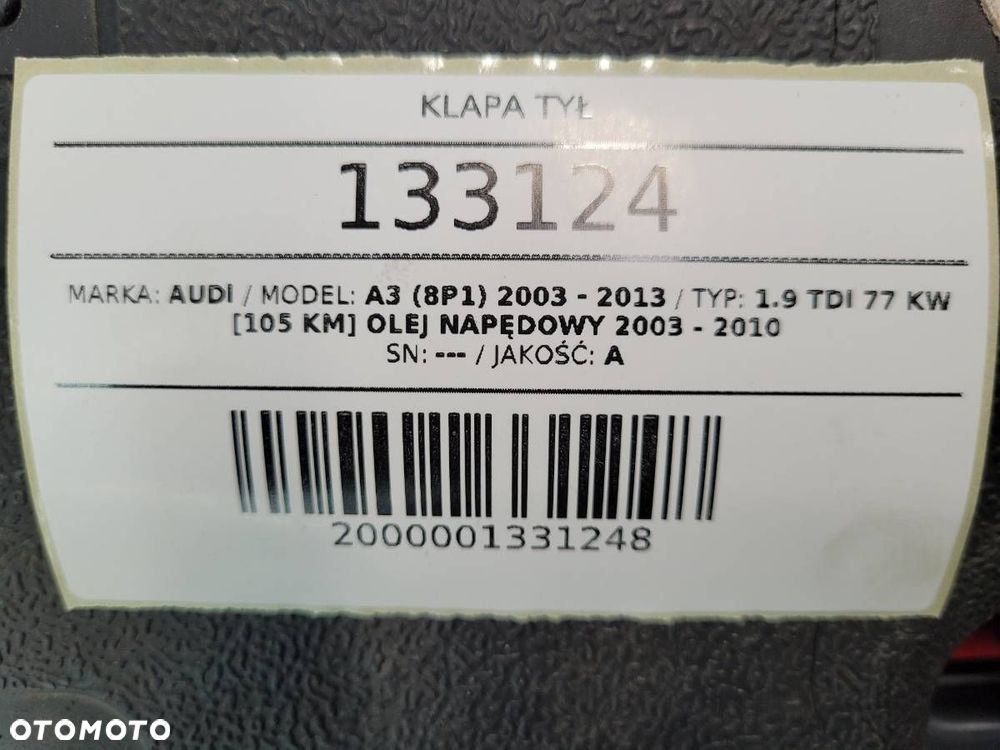 KLAPA TYŁ
133124
MARKA: AUDI / MODEL: A3 (8P1) 2003 - 2013 / TYP: 1.9 TDI 77 KW
[105 KM] OLEJ NAPĘDOWY 2003 - 2010
SN: --- / JAKOŚĆ: A
2000001331248
OTOMOTO